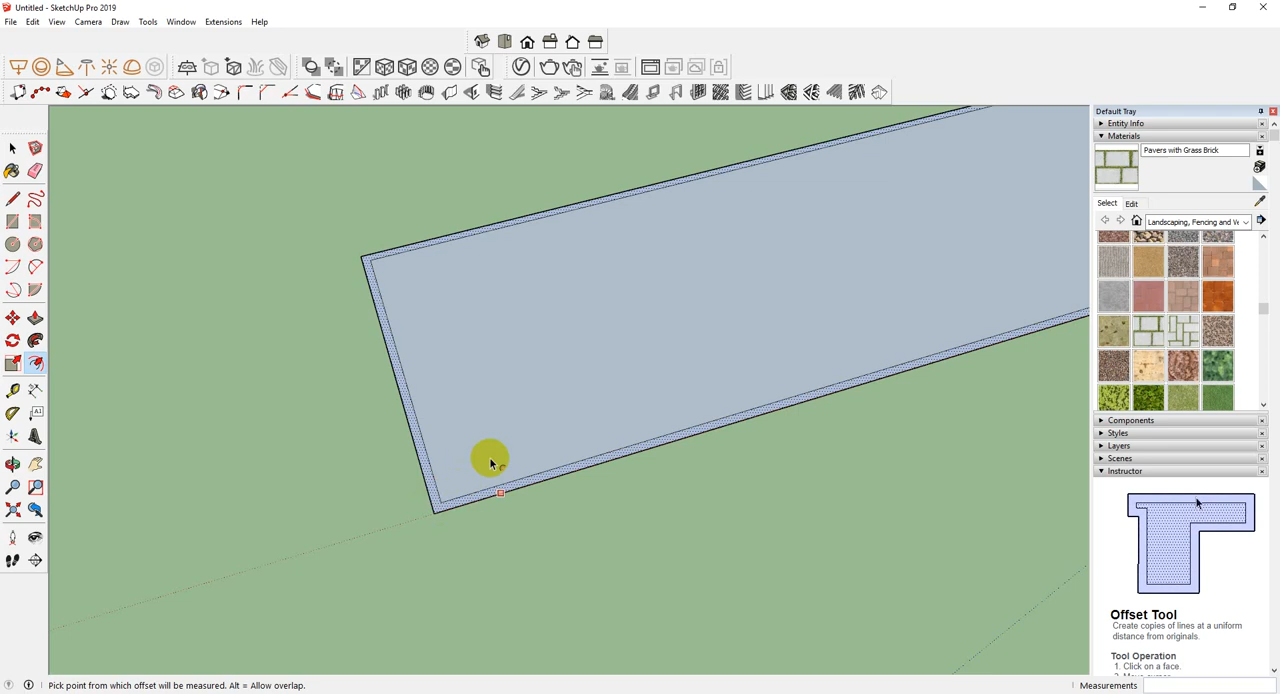 Untitled - SketchUp Pro 2019
File Edit View Camera Draw Tools Window Extensions Help
Default Tray
Entity Info
Materials
Pavers with Grass Brick
Select Edit
Landscaping, Fencing and Ve
Components
Styles
Layers
Scenes
Instructor
Offset Tool
Create copies of lines at a uniform
distance from originals.
Tool Operation
1. Click on a face.
Pick point from which offset will be measured. Alt = Allow overlap.
Measurements